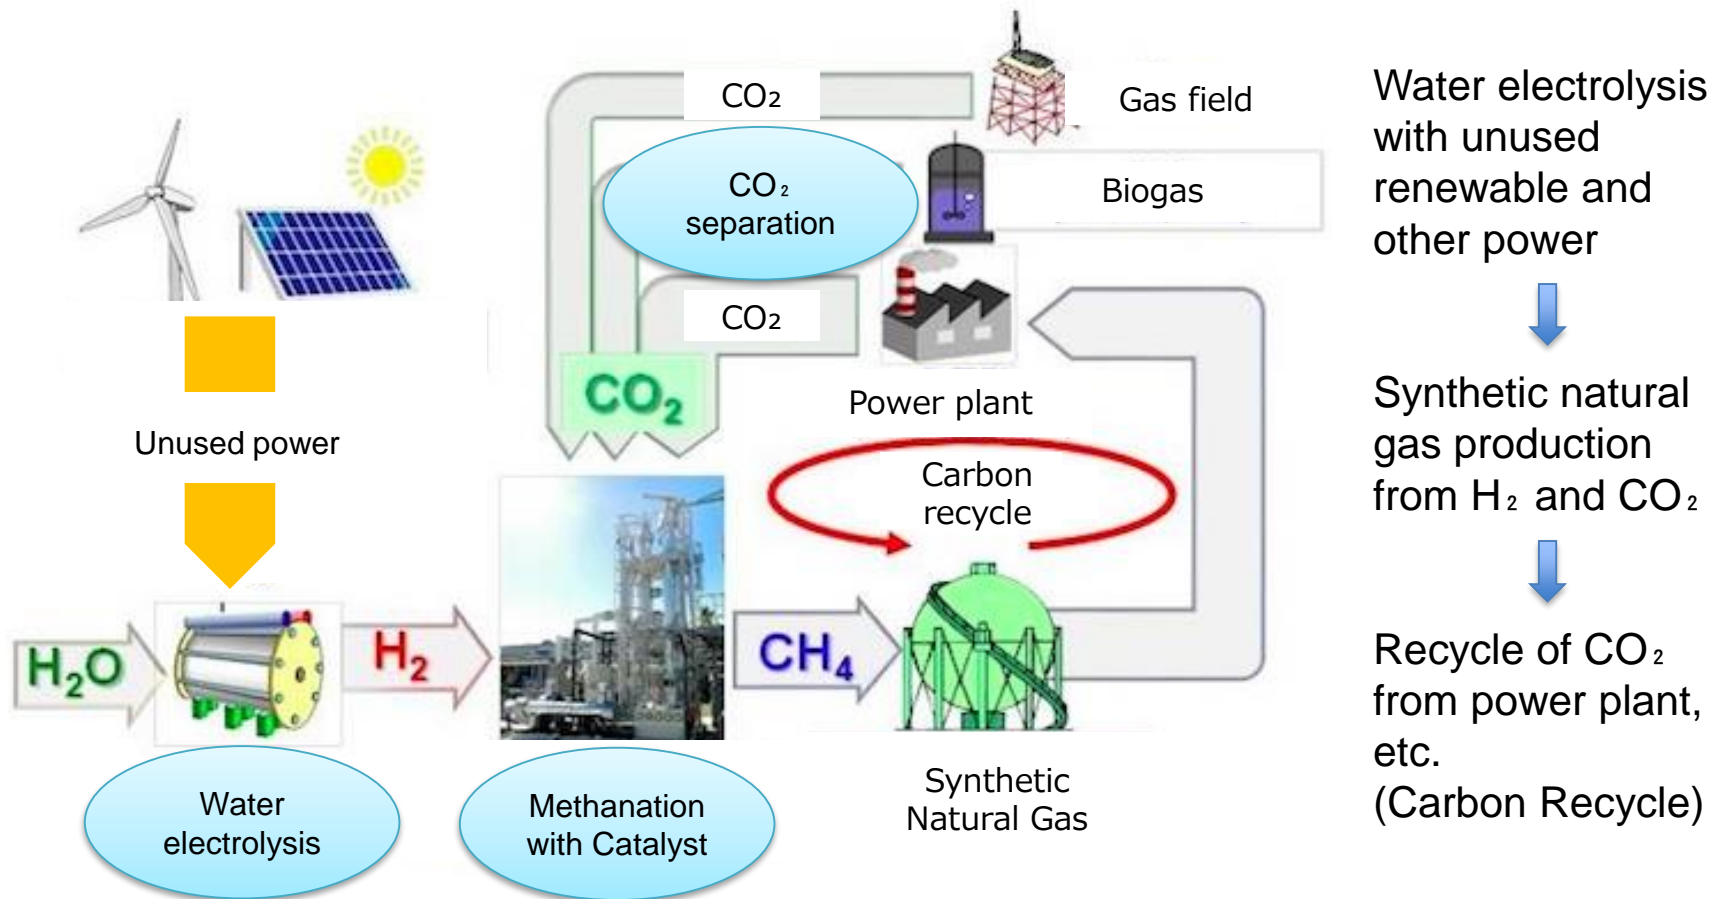 CO₂
Gas field
CO₂
separation
Biogas
CO₂
CO₂
Power plant
Unused power
Carbon
recycle
H₂O
H₂
CH₄
Water
electrolysis
Methanation
with Catalyst
Synthetic
Natural Gas
Water electrolysis
with unused
renewable and
other power
Synthetic natural
gas production
from H₂ and CO₂
Recycle of CO₂
from power plant,
etc.
(Carbon Recycle)